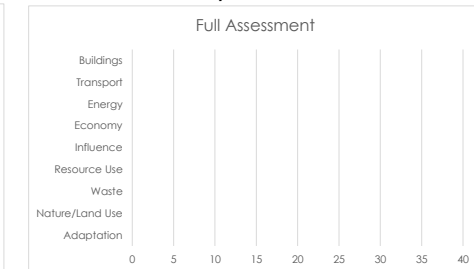 Full Assessment
Buildings
Transport
Energy
Economy
Influence
Resource Use
Waste
Nature/Land Use
Adaptation
0 5 10 15 20 25 30 35 40